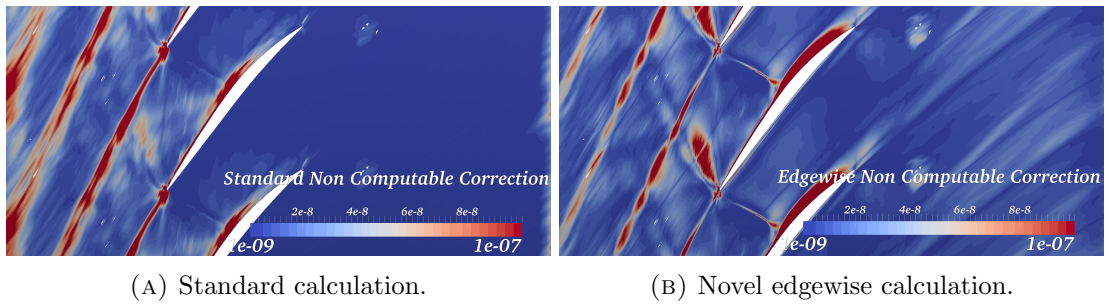 Standard Non Computable Correction
2e-8 4e-8 6e-8 8e-8
1e-09 1e-07
Edgewise Non Computable Correction
2e-8 4e-8 6e-8 8e-8
1e-09 1e-07
(A) Standard calculation.
(B) Novel edgewise calculation.